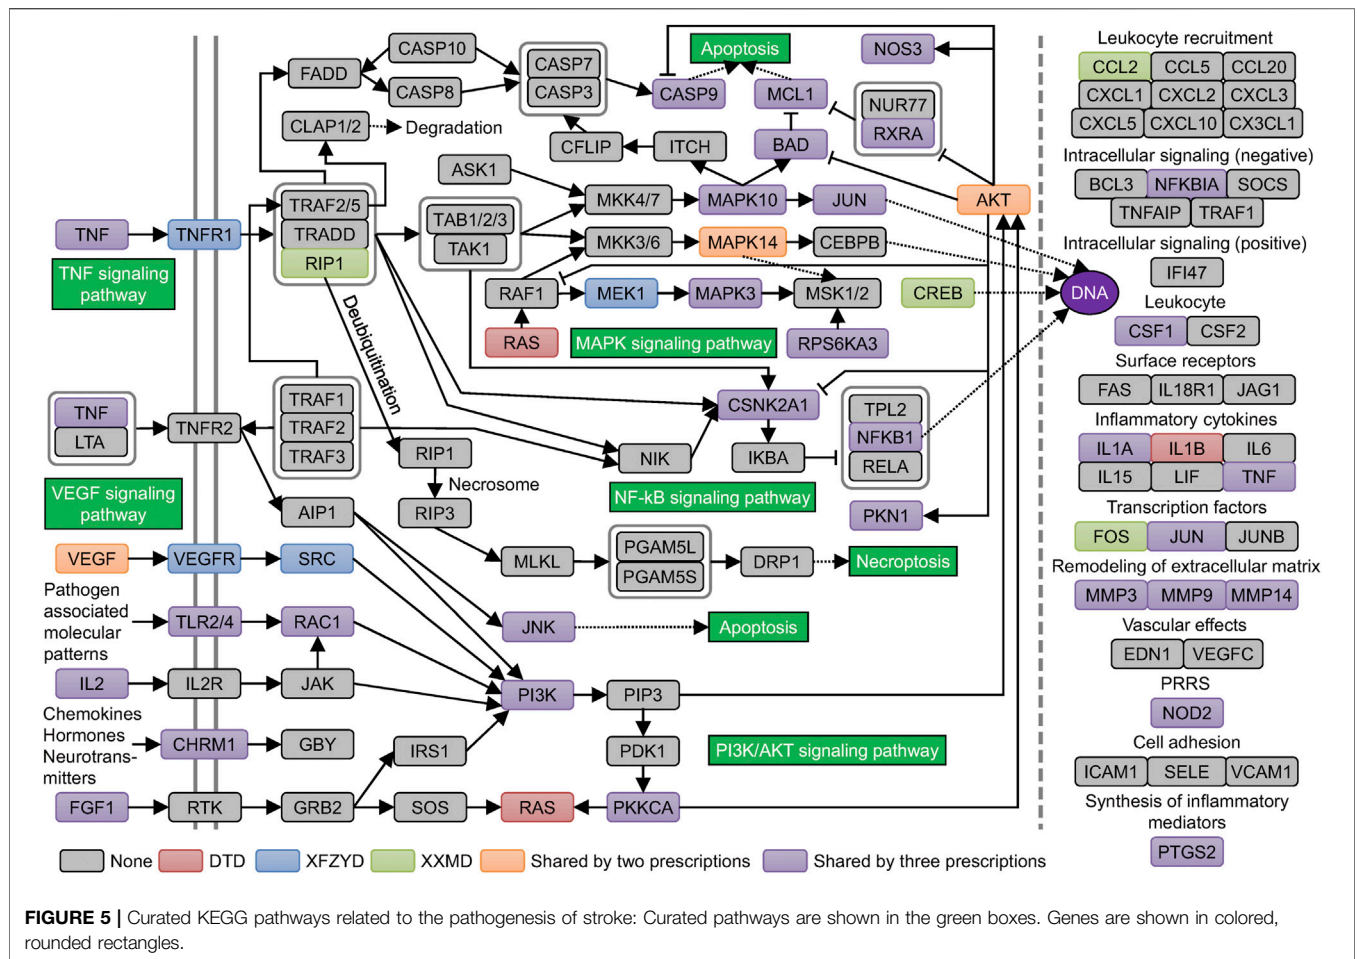 CASP10
FADD
CASP8
CASP7
CASP3
CASP9
Apoptosis
MCL1
NOS3
NUR77
RXRA
CLAP1/2
Degradation
CFLIP
ITCH
BAD
ASK1
MKK4/7
MAPK10
JUN
AKT
TRAF2/5
TRADD
RIP1
TAB1/2/3
TAK1
MKK3/6
MAPK14
CEBPB
TNF
TNFR1
TNF signaling
pathway
RAF1
MEK1
MAPK3
MSK1/2
CREB
DNA
RAS
MAPK signaling pathway
RPS6KA3
Deubiquitination
TNF
LTA
TNFR2
TRAF1
TRAF2
TRAF3
CSNK2A1
TPL2
NFKB1
RELA
RIP1
NIK
IKBA
Necrosome
NF-kB signaling pathway
VEGF signaling
pathway
AIP1
RIP3
PKN1
VEGF
VEGFR
SRC
MLKL
PGAM5L
PGAM5S
DRP1
Necroptosis
Pathogen
associated
molecular
patterns
TLR2/4
RAC1
JNK
Apoptosis
IL2
IL2R
JAK
PI3K
PIP3
Chemokines
Hormones
Neurotrans-
mitters
CHRM1
GBY
IRS1
PDK1
PI3K/AKT signaling pathway
FGF1
RTK
GRB2
SOS
RAS
PKKCA
Leukocyte recruitment
CCL2 CCL5 CCL20
CXCL1 CXCL2 CXCL3
CXCL5 CXCL10 CX3CL1
Intracellular signaling (negative)
BCL3 NFKBIA SOCS
TNFAIP TRAF1
Intracellular signaling (positive)
IFI47
Leukocyte
CSF1 CSF2
Surface receptors
FAS IL18R1 JAG1
Inflammatory cytokines
IL1A IL1B IL6
IL15 LIF TNF
Transcription factors
FOS JUN JUNB
Remodeling of extracellular matrix
MMP3 MMP9 MMP14
Vascular effects
EDN1 VEGFC
PRRS
NOD2
Cell adhesion
ICAM1 SELE VCAM1
Synthesis of inflammatory
mediators
PTGS2
None DTD XFZYD XXMD Shared by two prescriptions Shared by three prescriptions
FIGURE 5 | Curated KEGG pathways related to the pathogenesis of stroke: Curated pathways are shown in the green boxes. Genes are shown in colored,
rounded rectangles.